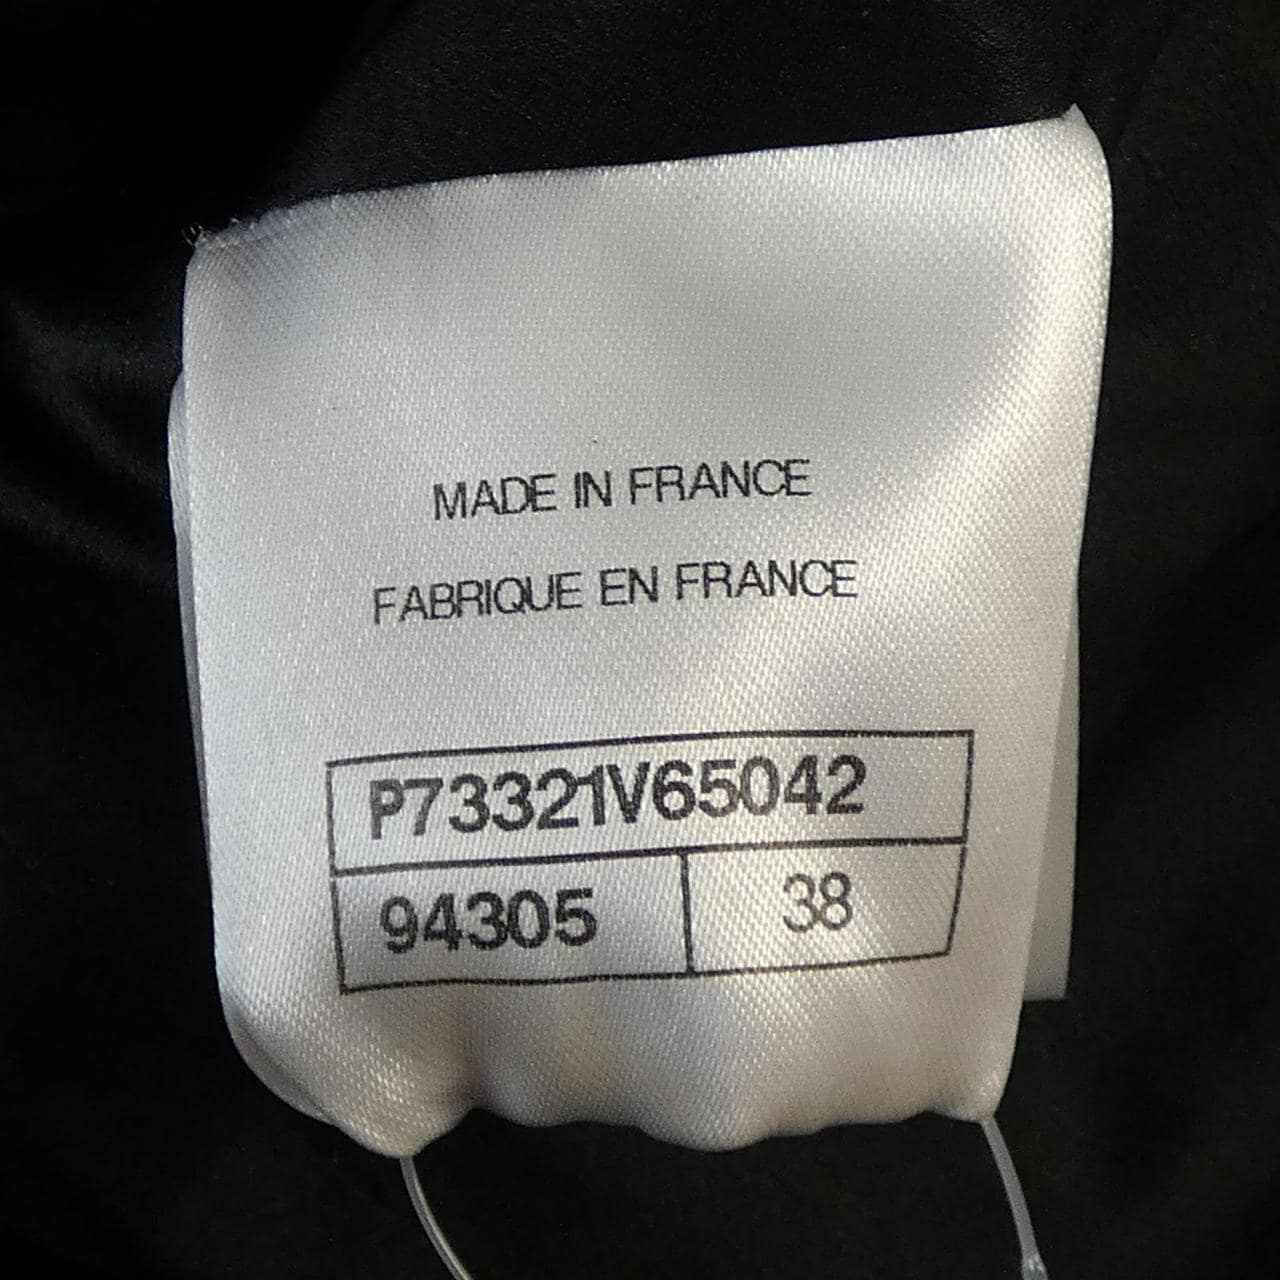 MADE IN FRANCE
FABRIQUE EN FRANCE
P73321V65042
94305 38